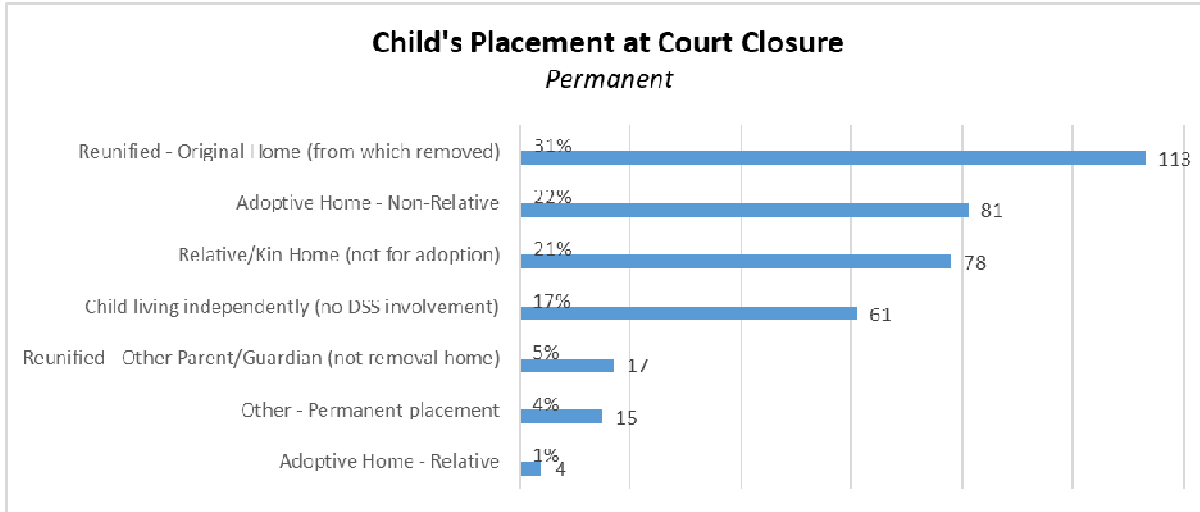 Child's Placement at Court Closure
Permanent
Reunified - Original Home (from which removed) 31% 113
Adoptive Home - Non-Relative 22% 81
Relative/Kin Home (not for adoption) 21% 78
Child living independently (no DSS involvement) 17% 61
Reunified - Other Parent/Guardian (not removal home) 5% 17
Other - Permanent placement 4% 15
Adoptive Home - Relative 1% 4